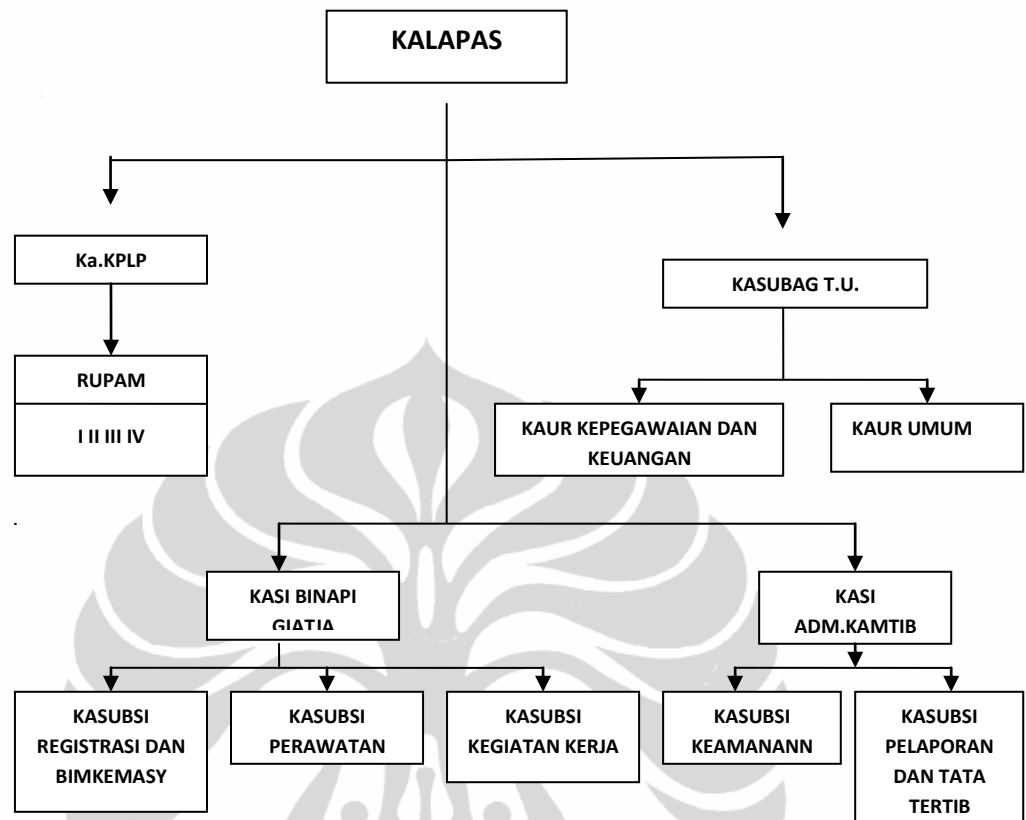 KALAPAS
Ka.KPLP
KASUBAG T.U.
RUPAM
I II III IV
KAUR KEPEGAWAIAN DAN
KEUANGAN
KAUR UMUM
KASI BINAPI
GIATJA
KASI
ADM.KAMTIB
KASUBSI
REGISTRASI DAN
BIMKEMASY
KASUBSI
PERAWATAN
KASUBSI
KEGIATAN KERJA
KASUBSI
KEAMANANN
KASUBSI
PELAPORAN
DAN TATA
TERTIB